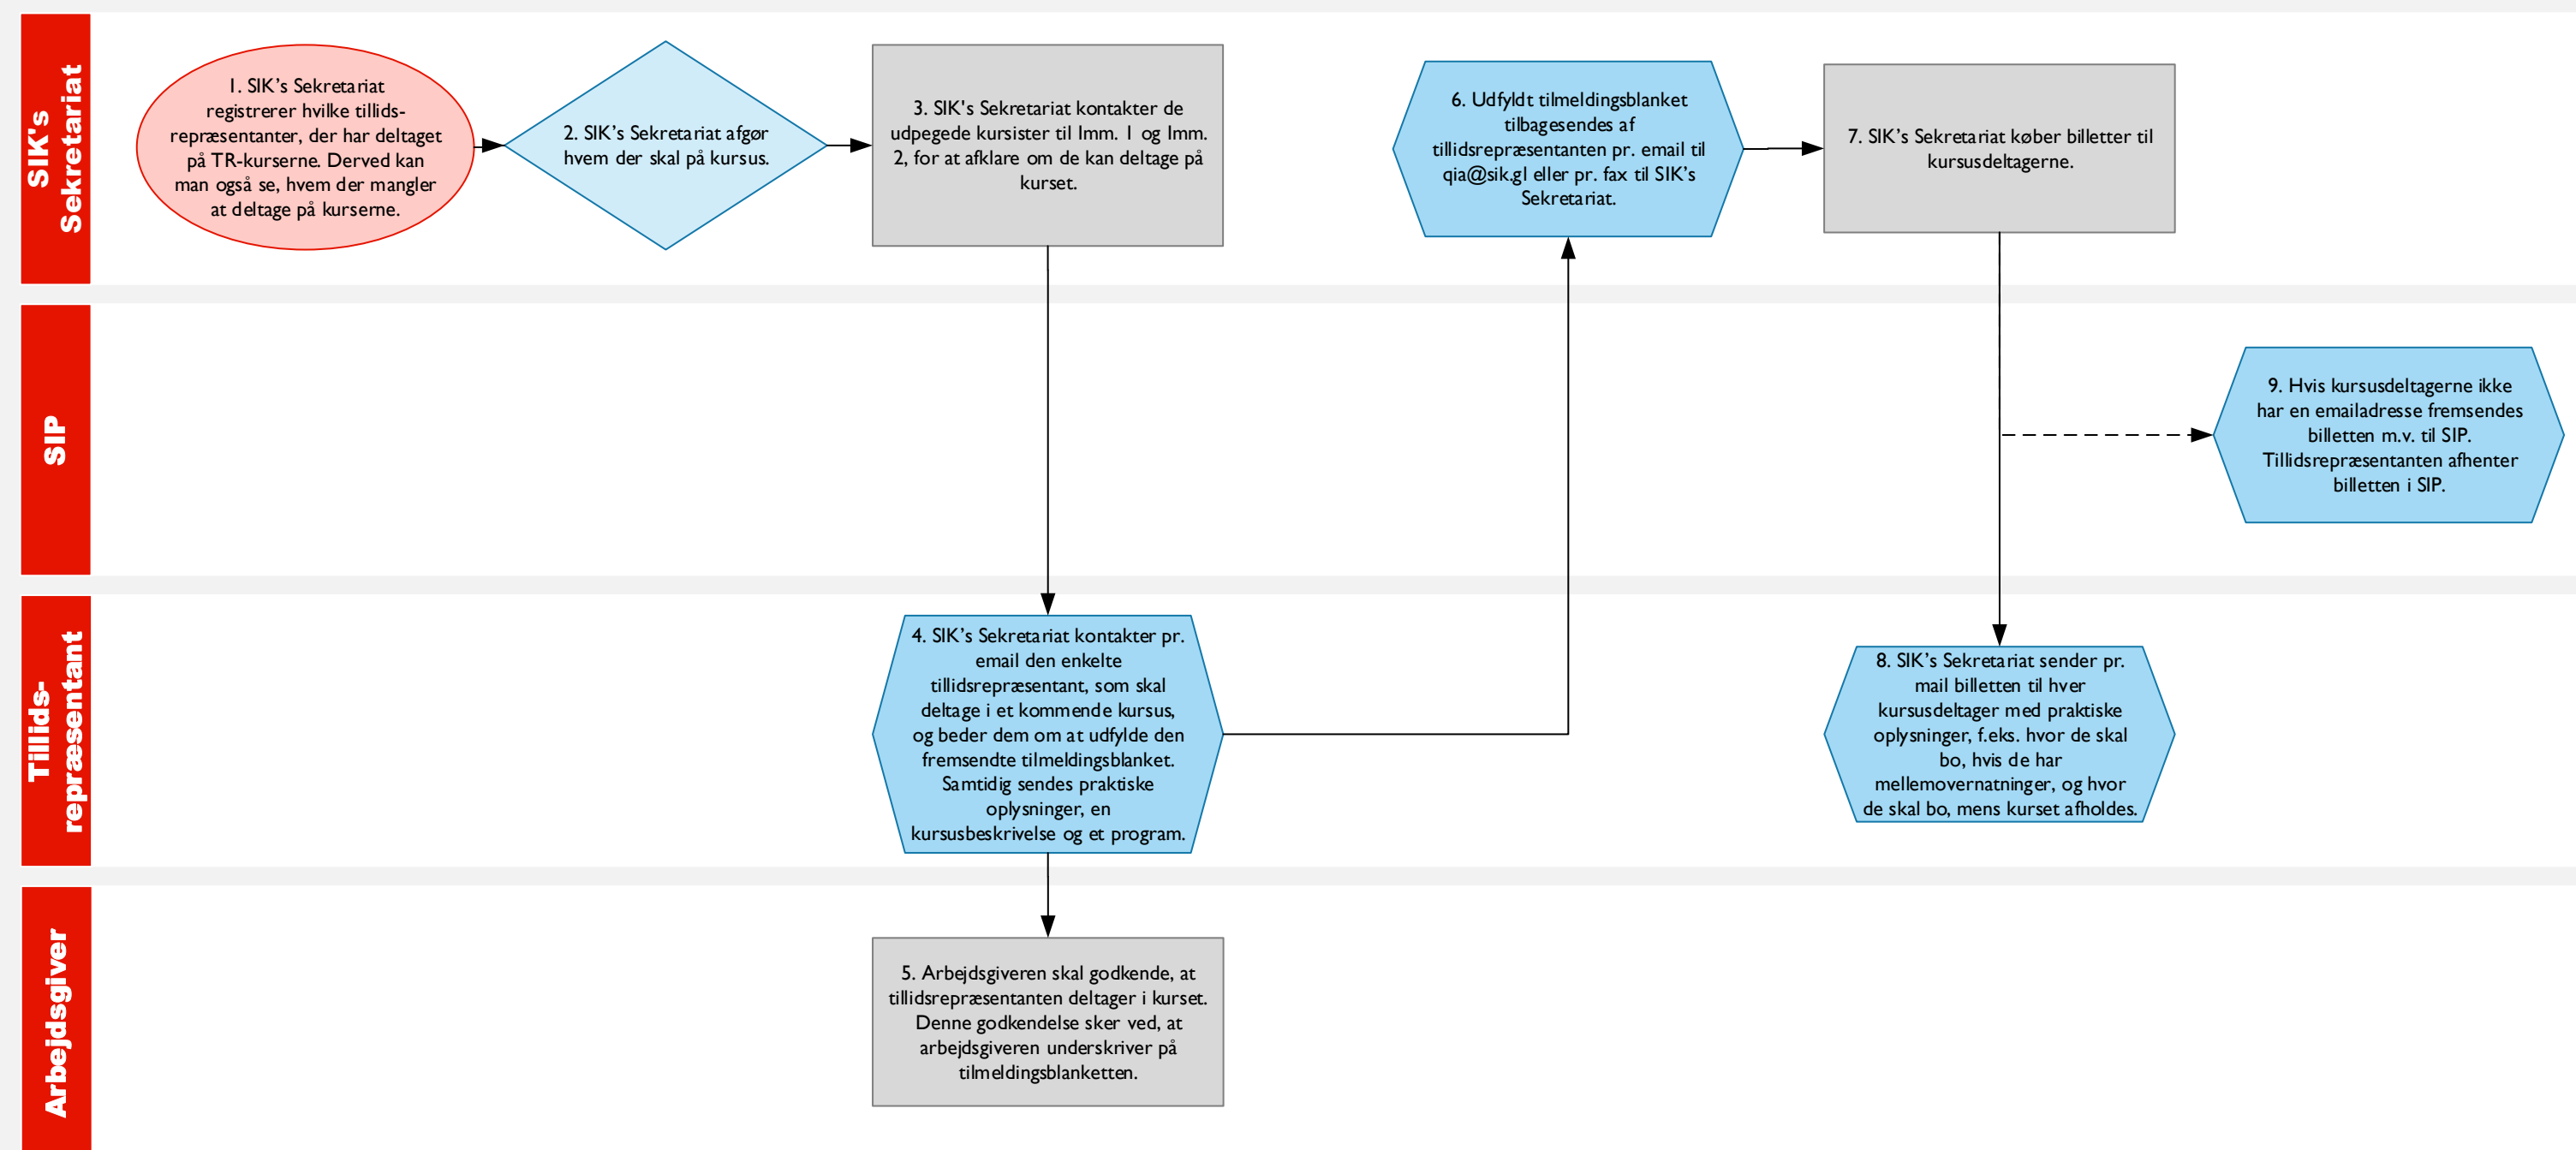 SIK's
Sekretariat
1. SIK's Sekretariat
registrerer hvilke tillids-
repræsentanter, der har deltaget
på TR-kurserne. Derved kan
man også se, hvem der mangler
at deltage på kurserne.
2. SIK's Sekretariat afgør
hvem der skal på kursus.
3. SIK's Sekretariat kontakter de
udpegede kursister til Imm. 1 og Imm.
2, for at afklare om de kan deltage på
kurset.
6. Udfyldt tilmeldingsblanket
tilbagesendes af
tillidsrepræsentanten pr. email til
qia@sik.gl eller pr. fax til SIK's
Sekretariat.
7. SIK's Sekretariat køber billetter til
kursusdeltagerne.
SIP
9. Hvis kursusdeltagerne ikke
har en emailadresse fremsendes
billetten m.v. til SIP.
Tillidsrepræsentanten afhenter
billetten i SIP.
Tillids-
repræsentant
4. SIK's Sekretariat kontakter pr.
email den enkelte
tillidsrepræsentant, som skal
deltage i et kommende kursus,
og beder dem om at udfylde den
fremsendte tilmeldingsblanket.
Samtidig sendes praktiske
oplysninger, en
kursusbeskrivelse og et program.
8. SIK's Sekretariat sender pr.
mail billetten til hver
kursusdeltager med praktiske
oplysninger, f.eks. hvor de skal
bo, hvis de har
mellemovernatninger, og hvor
de skal bo, mens kurset afholdes.
Arbejdsgiver
5. Arbejdsgiveren skal godkende, at
tillidsrepræsentanten deltager i kurset.
Denne godkendelse sker ved, at
arbejdsgiveren underskriver på
tilmeldingsblanketten.